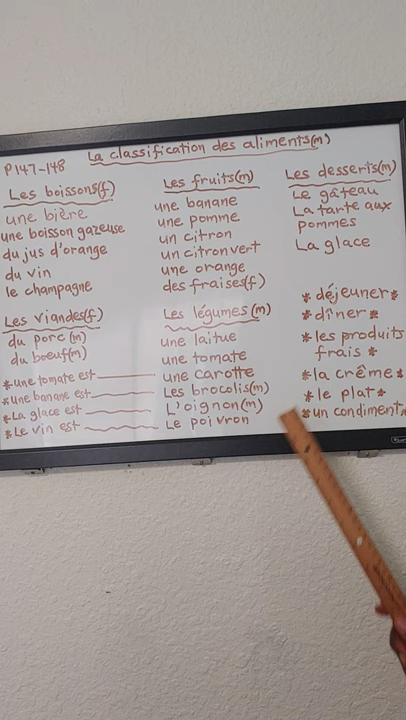 P147-148
La classification des aliments(m)
Les boissons(f)
une bière
une boisson gazeuse
du jus d'orange
du vin
le champagne
Les fruits(m)
une banane
une pomme
un citron
un citron vert
une orange
des fraises(f)
Les desserts(m)
Le gâteau
La tarte aux
pommes
La glace
Les viandes(f)
du porc(m)
du boeuf(m)
*une tomate est
*une banane est
*La glace est
*Le vin est
Les légumes(m)
une laitue
une tomate
une carotte
Les brocolis(m)
L'oignon(m)
Le poivron
*déjeuner*
*dîner*
*les produits
frais*
*la crême*
*le plat*
*un condiment*